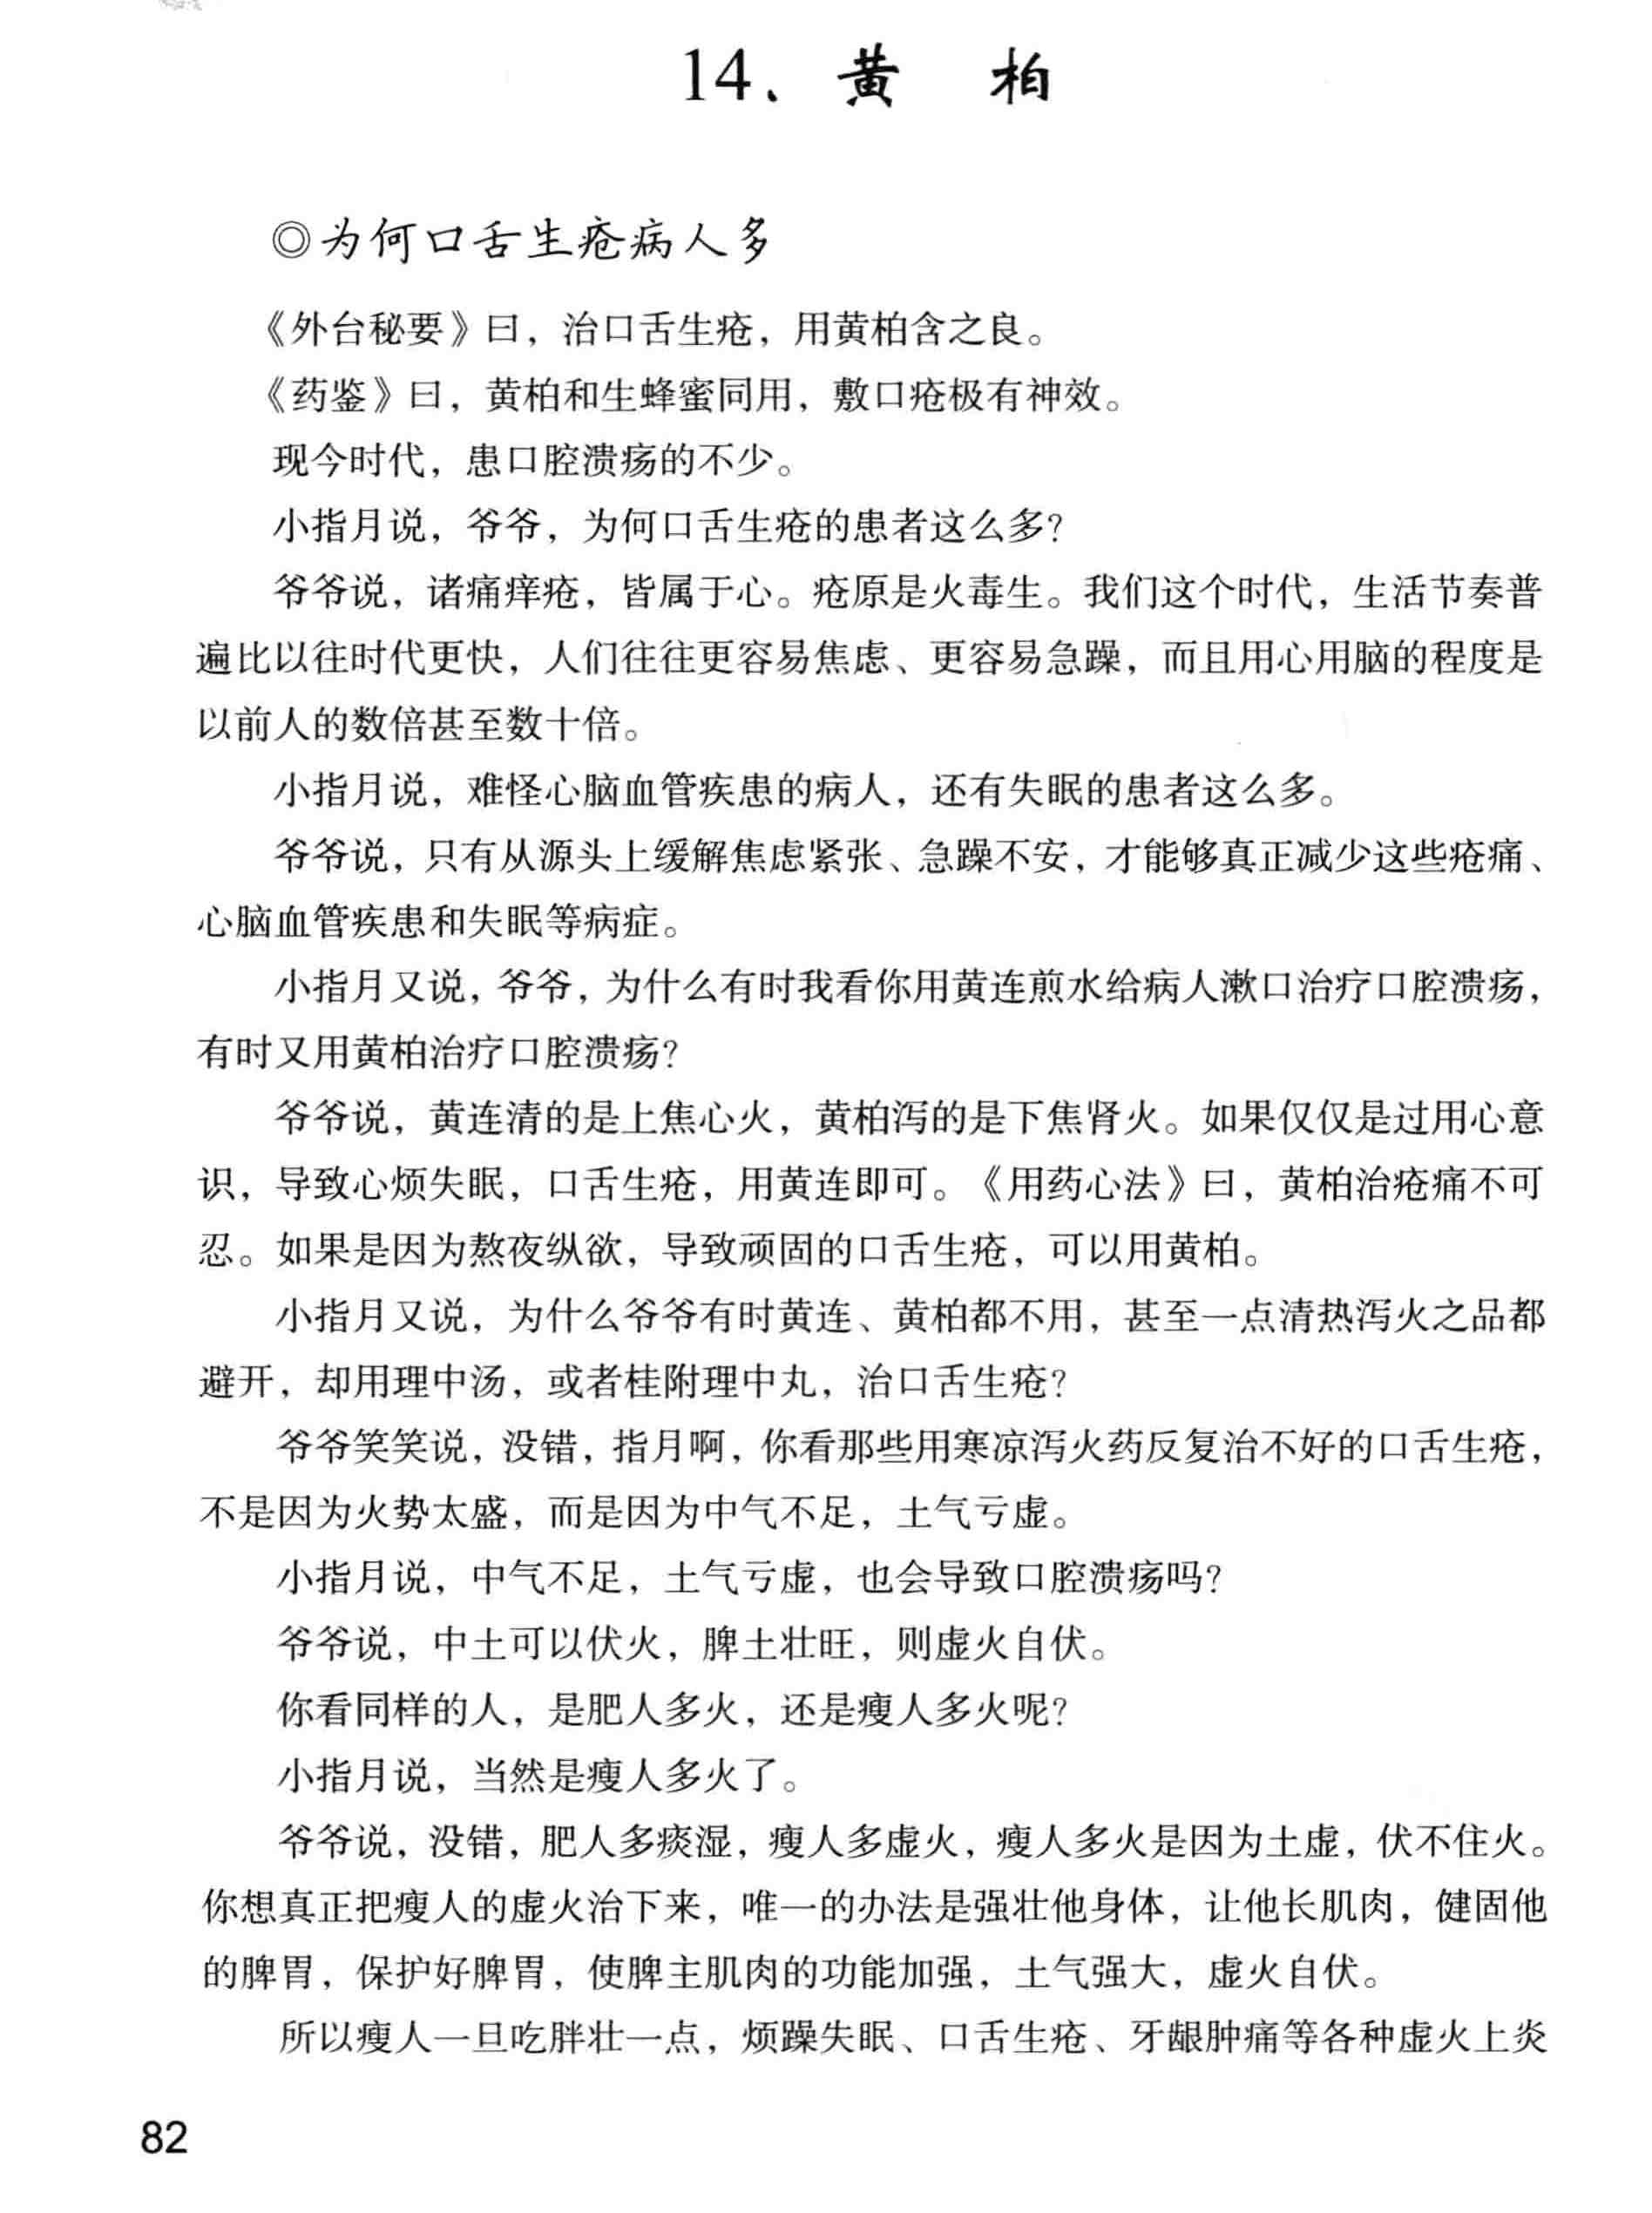 14、黄 柏
◎为何口舌生疮病人多
《外台秘要》曰，治口舌生疮，用黄柏含之良。
《药鉴》曰，黄柏和生蜂蜜同用，敷口疮极有神效。
现今时代，患口腔溃疡的不少。
小指月说，爷爷，为何口舌生疮的患者这么多？
爷爷说，诸痛痒疮，皆属于心。疮原是火毒生。我们这个时代，生活节奏普
遍比以往时代更快，人们往往更容易焦虑、更容易急躁，而且用心用脑的程度是
以前人的数倍甚至数十倍。
小指月说，难怪心脑血管疾患的病人，还有失眠的患者这么多。
爷爷说，只有从源头上缓解焦虑紧张、急躁不安，才能够真正减少这些疮痛、
心脑血管疾患和失眠等病症。
小指月又说，爷爷，为什么有时我看你用黄连煎水给病人漱口治疗口腔溃疡，
有时又用黄柏治疗口腔溃疡？
爷爷说，黄连清的是上焦心火，黄柏泻的是下焦肾火。如果仅仅是过用心意
识，导致心烦失眠，口舌生疮，用黄连即可。《用药心法》曰，黄柏治疮痛不可
忍。如果是因为熬夜纵欲，导致顽固的口舌生疮，可以用黄柏。
小指月又说，为什么爷爷有时黄连、黄柏都不用，甚至一点清热泻火之品都
避开，却用理中汤，或者桂附理中丸，治口舌生疮？
爷爷笑笑说，没错，指月啊，你看那些用寒凉泻火药反复治不好的口舌生疮，
不是因为火势太盛，而是因为中气不足，土气亏虚。
小指月说，中气不足，土气亏虚，也会导致口腔溃疡吗？
爷爷说，中土可以伏火，脾土壮旺，则虚火自伏。
你看同样的人，是肥人多火，还是瘦人多火呢？
小指月说，当然是瘦人多火了。
爷爷说，没错，肥人多痰湿，瘦人多虚火，瘦人多火是因为土虚，伏不住火。
你想真正把瘦人的虚火治下来，唯一的办法是强壮他身体，让他长肌肉，健固他
的脾胃，保护好脾胃，使脾主肌肉的功能加强，土气强大，虚火自伏。
所以瘦人一旦吃胖壮一点，烦躁失眠、口舌生疮、牙龈肿痛等各种虚火上炎
82